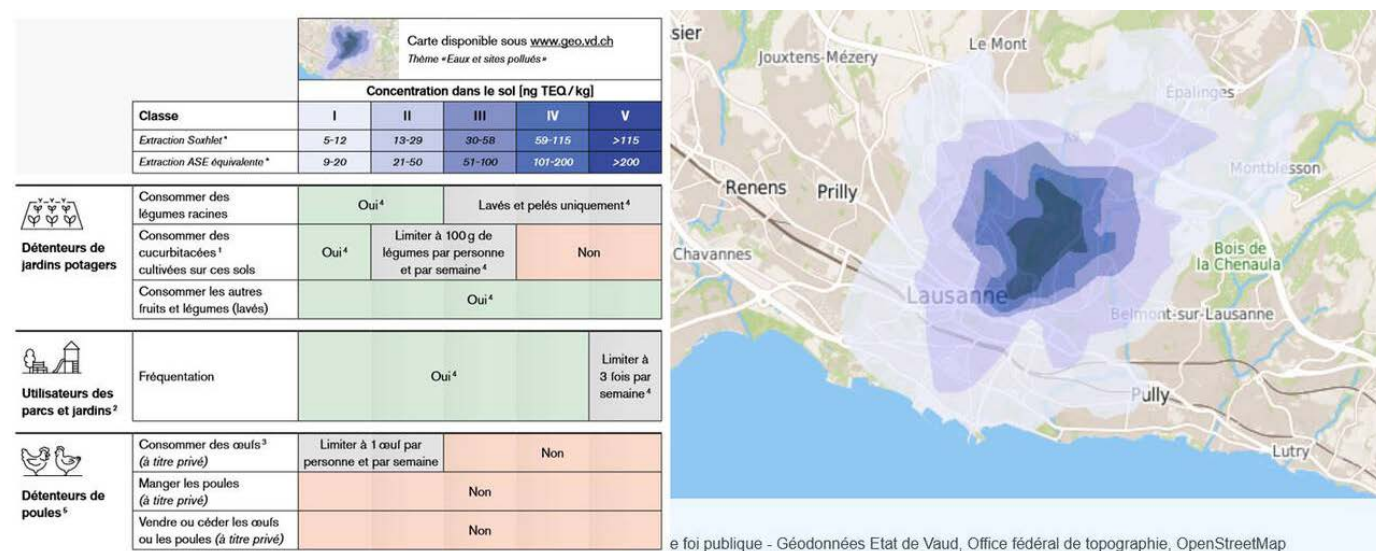 Carte disponible sous www.geo.vd.ch
Thème «Eaux et sites pollués»
Concentration dans le sol [ng TEQ/kg]
Classe I II III IV V
Extraction Soxhlet* 5-12 13-29 30-58 59-115 >115
Extraction ASE équivalente* 9-20 21-50 51-100 101-200 >200
Détenteurs de
jardins potagers
Consommer des
légumes racines
Oui⁴
Lavés et pelés uniquement⁴
Consommer des
cucurbitacées¹
cultivées sur ces sols
Oui⁴
Limiter à 100 g de
légumes par personne
et par semaine⁴
Non
Consommer les autres
fruits et légumes (lavés)
Oui⁴
Utilisateurs des
parcs et jardins²
Fréquentation
Oui⁴
Limiter à
3 fois par
semaine⁴
Détenteurs de
poules⁵
Consommer des œufs³
(à titre privé)
Limiter à 1 œuf par
personne et par semaine
Non
Manger les poules
(à titre privé)
Non
Vendre ou céder les œufs
ou les poules (à titre privé)
Non
sier
Jouxtens-Mézery
Le Mont
Épalinges
Montblesson
Renens
Prilly
Chavannes
Bois de
la Chenaula
Lausanne
Belmont-sur-Lausanne
Pully
Lutry
e foi publique - Géodonnées Etat de Vaud, Office fédéral de topographie, OpenStreetMap